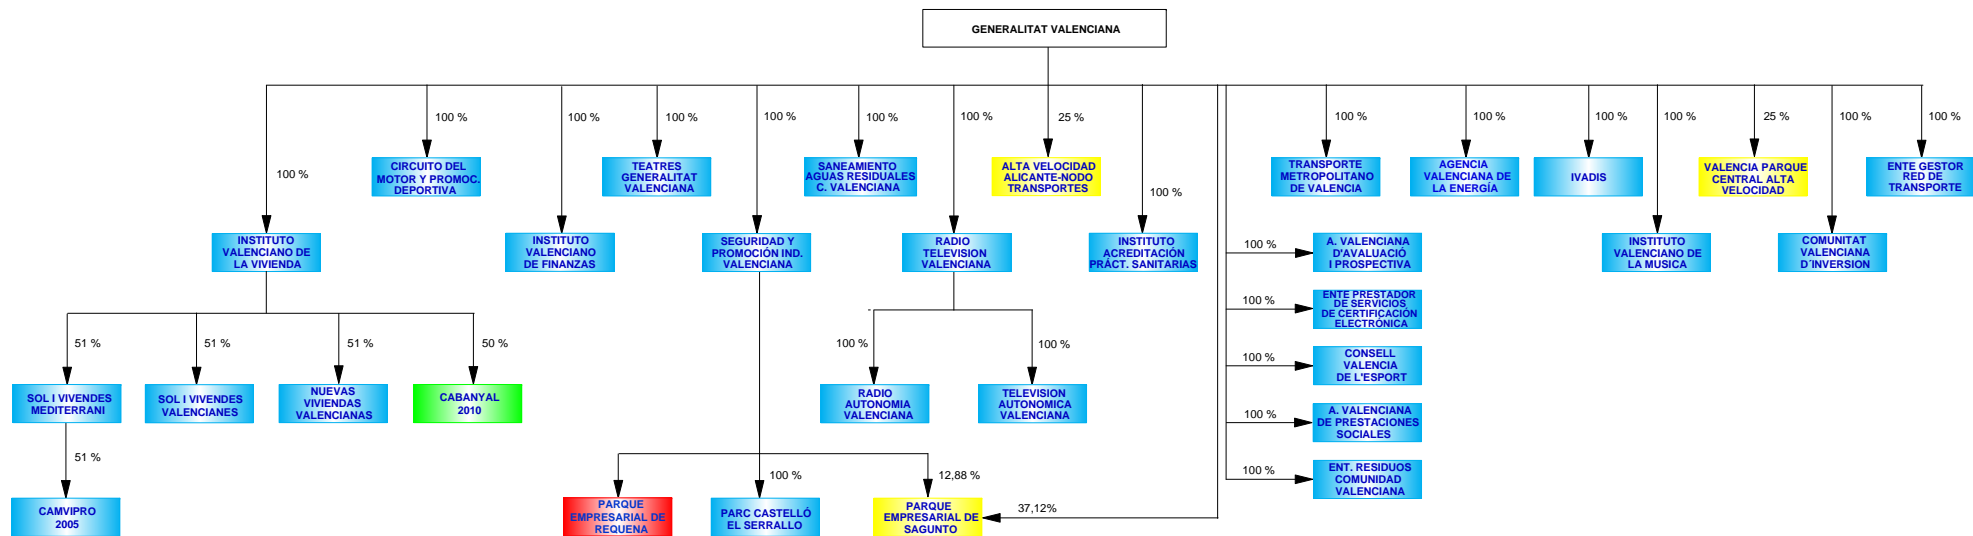 GENERALITAT VALENCIANA
100 %
100 %
100 %
100 %
100 %
100 %
25 %
100 %
100 %
100 %
100 %
25 %
100 %
100 %
CIRCUITO DEL
MOTOR Y PROMOC.
DEPORTIVA
TEATRES
GENERALITAT
VALENCIANA
SANEAMIENTO
AGUAS RESIDUALES
C. VALENCIANA
ALTA VELOCIDAD
ALICANTE-NODO
TRANSPORTES
TRANSPORTE
METROPOLITANO
DE VALENCIA
AGENCIA
VALENCIANA DE
LA ENERGÍA
IVADIS
VALENCIA PARQUE
CENTRAL ALTA
VELOCIDAD
ENTE GESTOR
RED DE
TRANSPORTE
100 %
100 %
INSTITUTO
VALENCIANO DE
LA VIVIENDA
INSTITUTO
VALENCIANO
DE FINANZAS
SEGURIDAD Y
PROMOCIÓN IND.
VALENCIANA
RADIO
TELEVISION
VALENCIANA
INSTITUTO
ACREDITACIÓN
PRÁCT. SANITARIAS
100 %
A. VALENCIANA
D'AVALUACIÓ
I PROSPECTIVA
INSTITUTO
VALENCIANO DE
LA MUSICA
COMUNITAT
VALENCIANA
D´INVERSION
100 %
ENTE PRESTADOR
DE SERVICIOS
DE CERTIFICACIÓN
ELECTRÓNICA
51 %
51 %
51 %
50 %
100 %
100 %
100 %
CONSELL
VALENCIA
DE L'ESPORT
SOL I VIVENDES
MEDITERRANI
SOL I VIVENDES
VALENCIANES
NUEVAS
VIVIENDAS
VALENCIANAS
CABANYAL
2010
RADIO
AUTONOMIA
VALENCIANA
TELEVISION
AUTONOMICA
VALENCIANA
100 %
A. VALENCIANA
DE PRESTACIONES
SOCIALES
51 %
100 %
12,88 %
100 %
ENT. RESIDUOS
COMUNIDAD
VALENCIANA
CAMVIPRO
2005
PARQUE
EMPRESARIAL DE
REQUENA
PARC CASTELLÓ
EL SERRALLO
PARQUE
EMPRESARIAL DE
SAGUNTO
37,12%